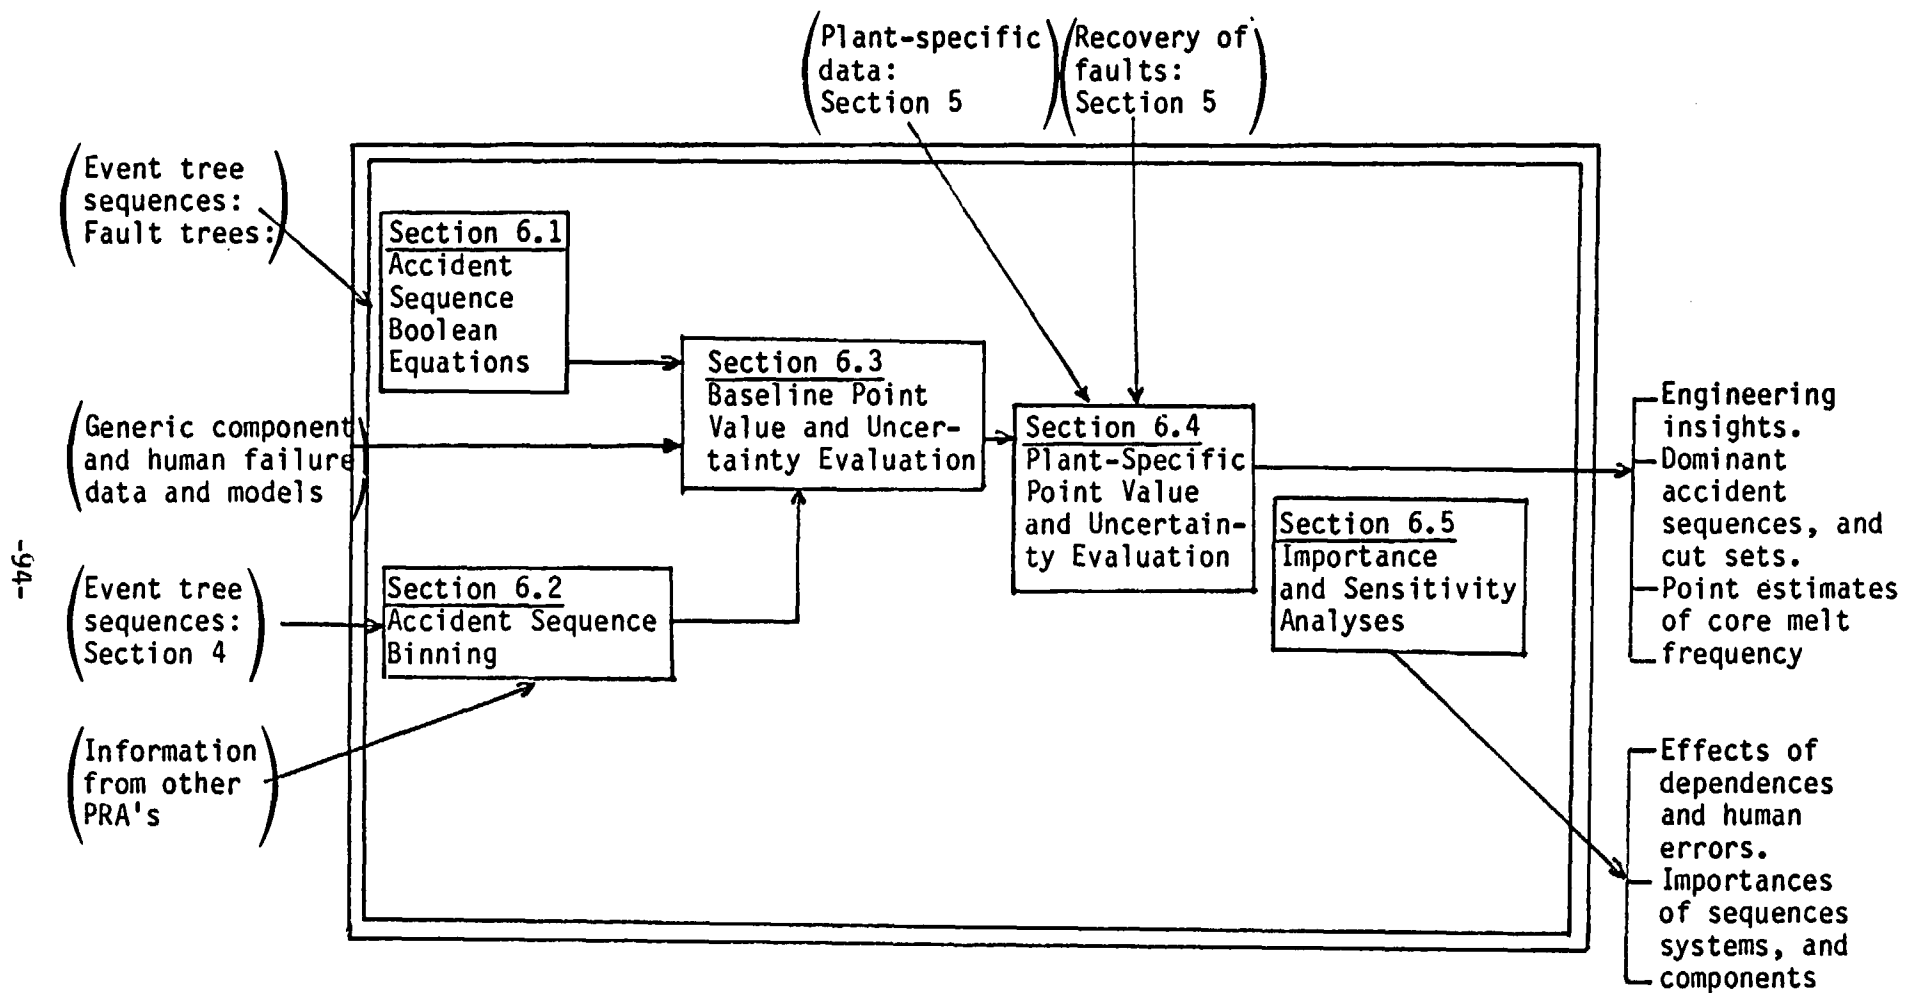 Plant-specific
data:
Section 5
Recovery of
faults:
Section 5
Event tree
sequences:
Fault trees:
Section 6.1
Accident
Sequence
Boolean
Equations
Generic component
and human failure
data and models
Section 6.3
Baseline Point
Value and Uncer-
tainty Evaluation
Section 6.4
Plant-Specific
Point Value
and Uncertain-
ty Evaluation
Section 6.5
Importance
and Sensitivity
Analyses
Event tree
sequences:
Section 4
Section 6.2
Accident Sequence
Binning
Information
from other
PRA's
Engineering
insights.
Dominant
accident
sequences, and
cut sets.
Point estimates
of core melt
frequency
Effects of
dependences
and human
errors.
Importances
of sequences
systems, and
components
-94-